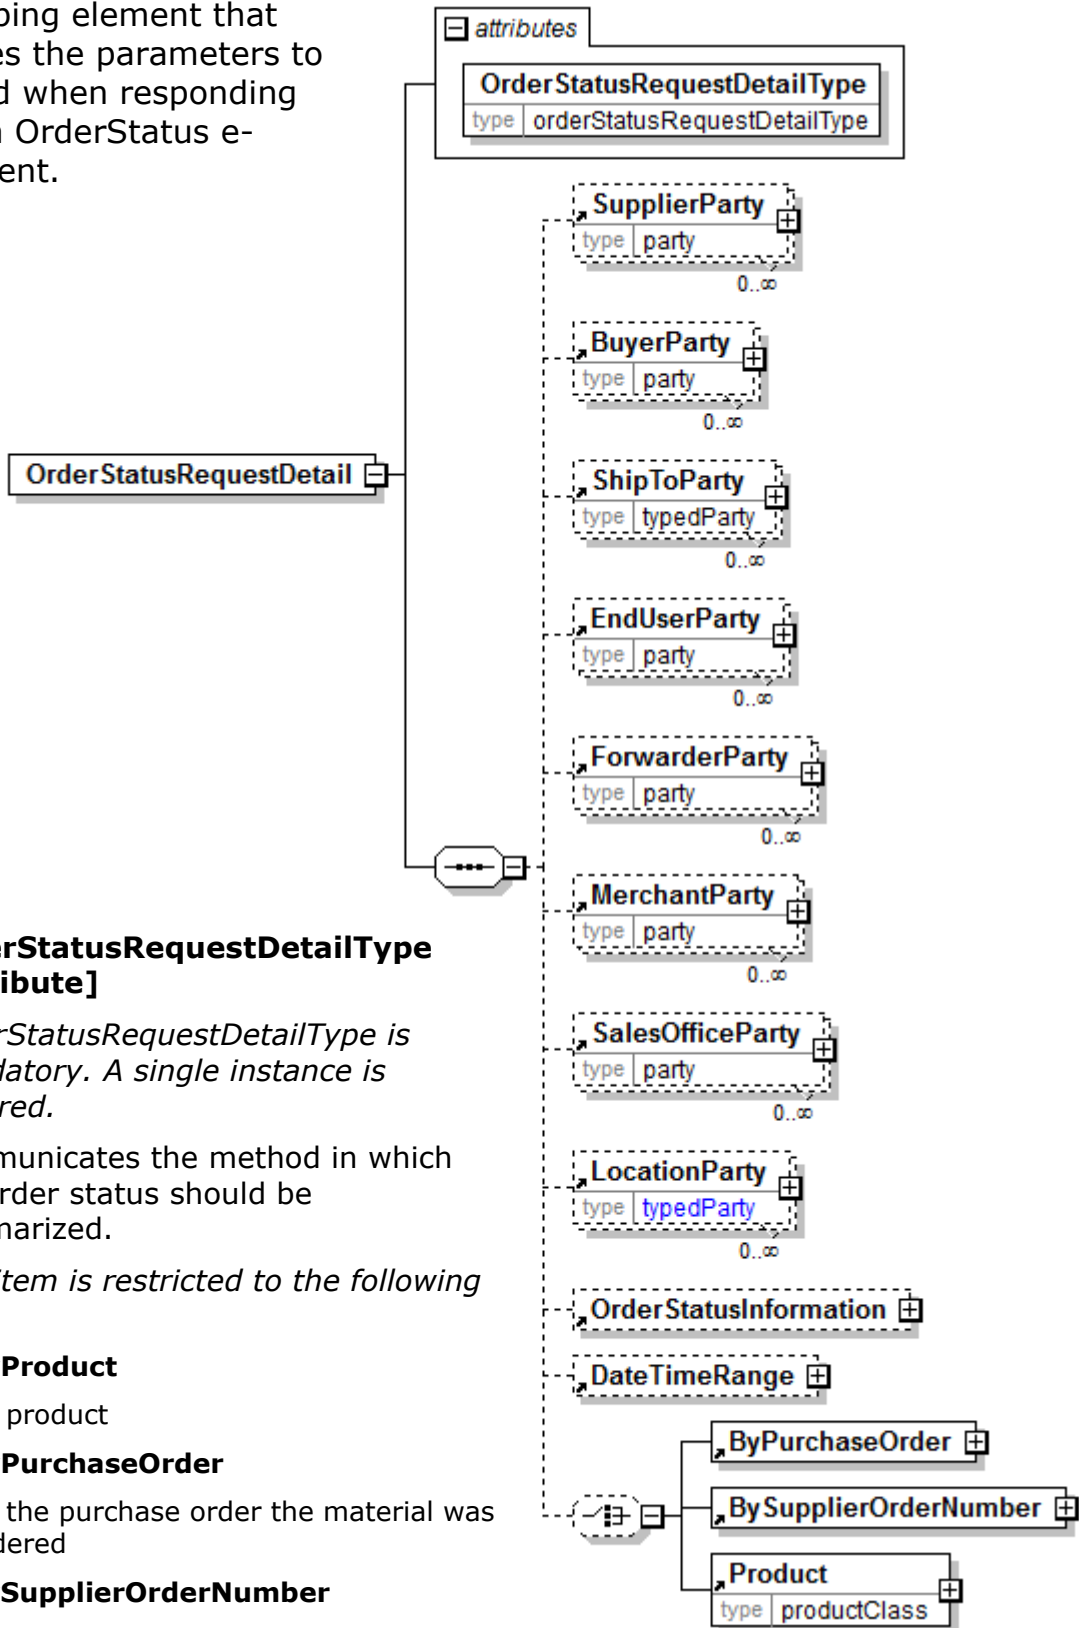 ping element that
es the parameters to
d when responding
n OrderStatus e-
ent.
erStatusRequestDetailType
ribute]
rStatusRequestDetailType is
datory. A single instance is
red.
municates the method in which
rder status should be
marized.
item is restricted to the following
Product
product
PurchaseOrder
the purchase order the material was
dered
SupplierOrderNumber
OrderStatusRequestDetail
attributes
OrderStatusRequestDetailType
type orderStatusRequestDetailType
SupplierParty
type party
0..∞
BuyerParty
type party
0..∞
ShipToParty
type typedParty
0..∞
EndUserParty
type party
0..∞
ForwarderParty
type party
0..∞
MerchantParty
type party
0..∞
SalesOfficeParty
type party
0..∞
LocationParty
type typedParty
0..∞
OrderStatusInformation
DateTimeRange
ByPurchaseOrder
BySupplierOrderNumber
Product
type productClass